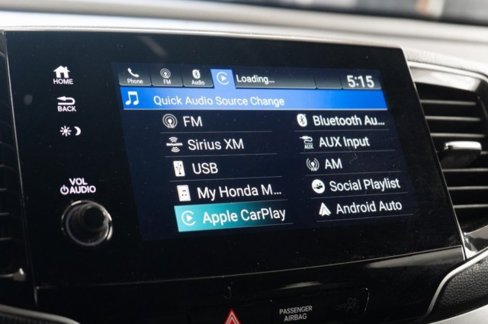 HOME
BACK
VOL
AUDIO
Phone
FM
Audio
Loading...
5:15
Quick Audio Source Change
FM
Bluetooth Au...
Sirius XM
AUX Input
USB
AM
My Honda M...
Social Playlist
Apple CarPlay
Android Auto
PASSENGER
AIRBAG